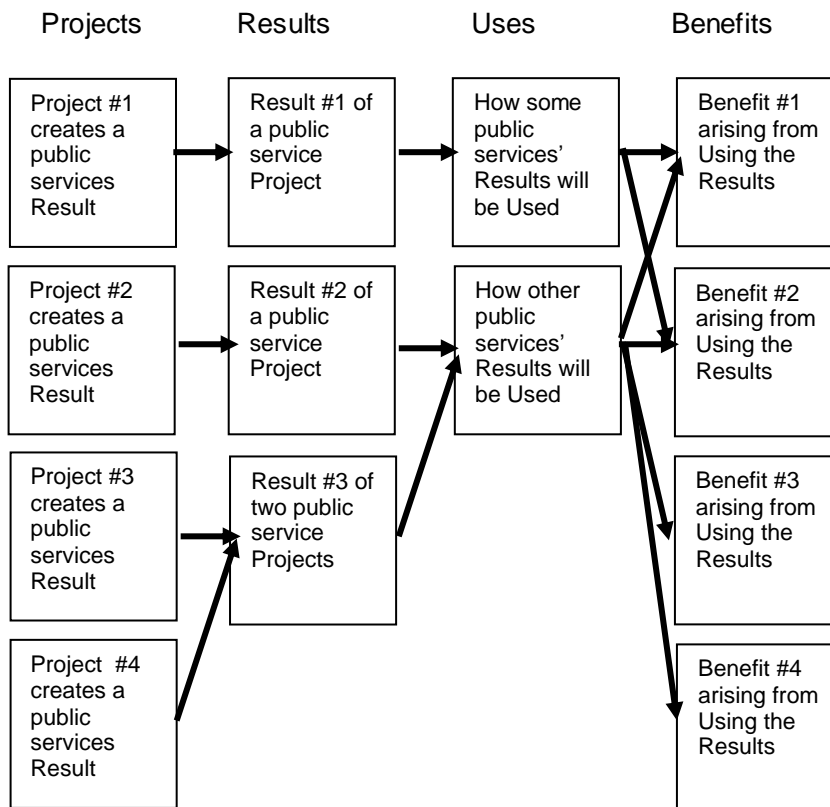 Projects
Results
Uses
Benefits
Project #1
creates a
public
services
Result
Result #1 of
a public
service
Project
How some
public
services’
Results will
be Used
Benefit #1
arising from
Using the
Results
Project #2
creates a
public
services
Result
Result #2 of
a public
service
Project
How other
public
services’
Results will
be Used
Benefit #2
arising from
Using the
Results
Project #3
creates a
public
services
Result
Result #3 of
two public
service
Projects
Benefit #3
arising from
Using the
Results
Project #4
creates a
public
services
Result
Benefit #4
arising from
Using the
Results